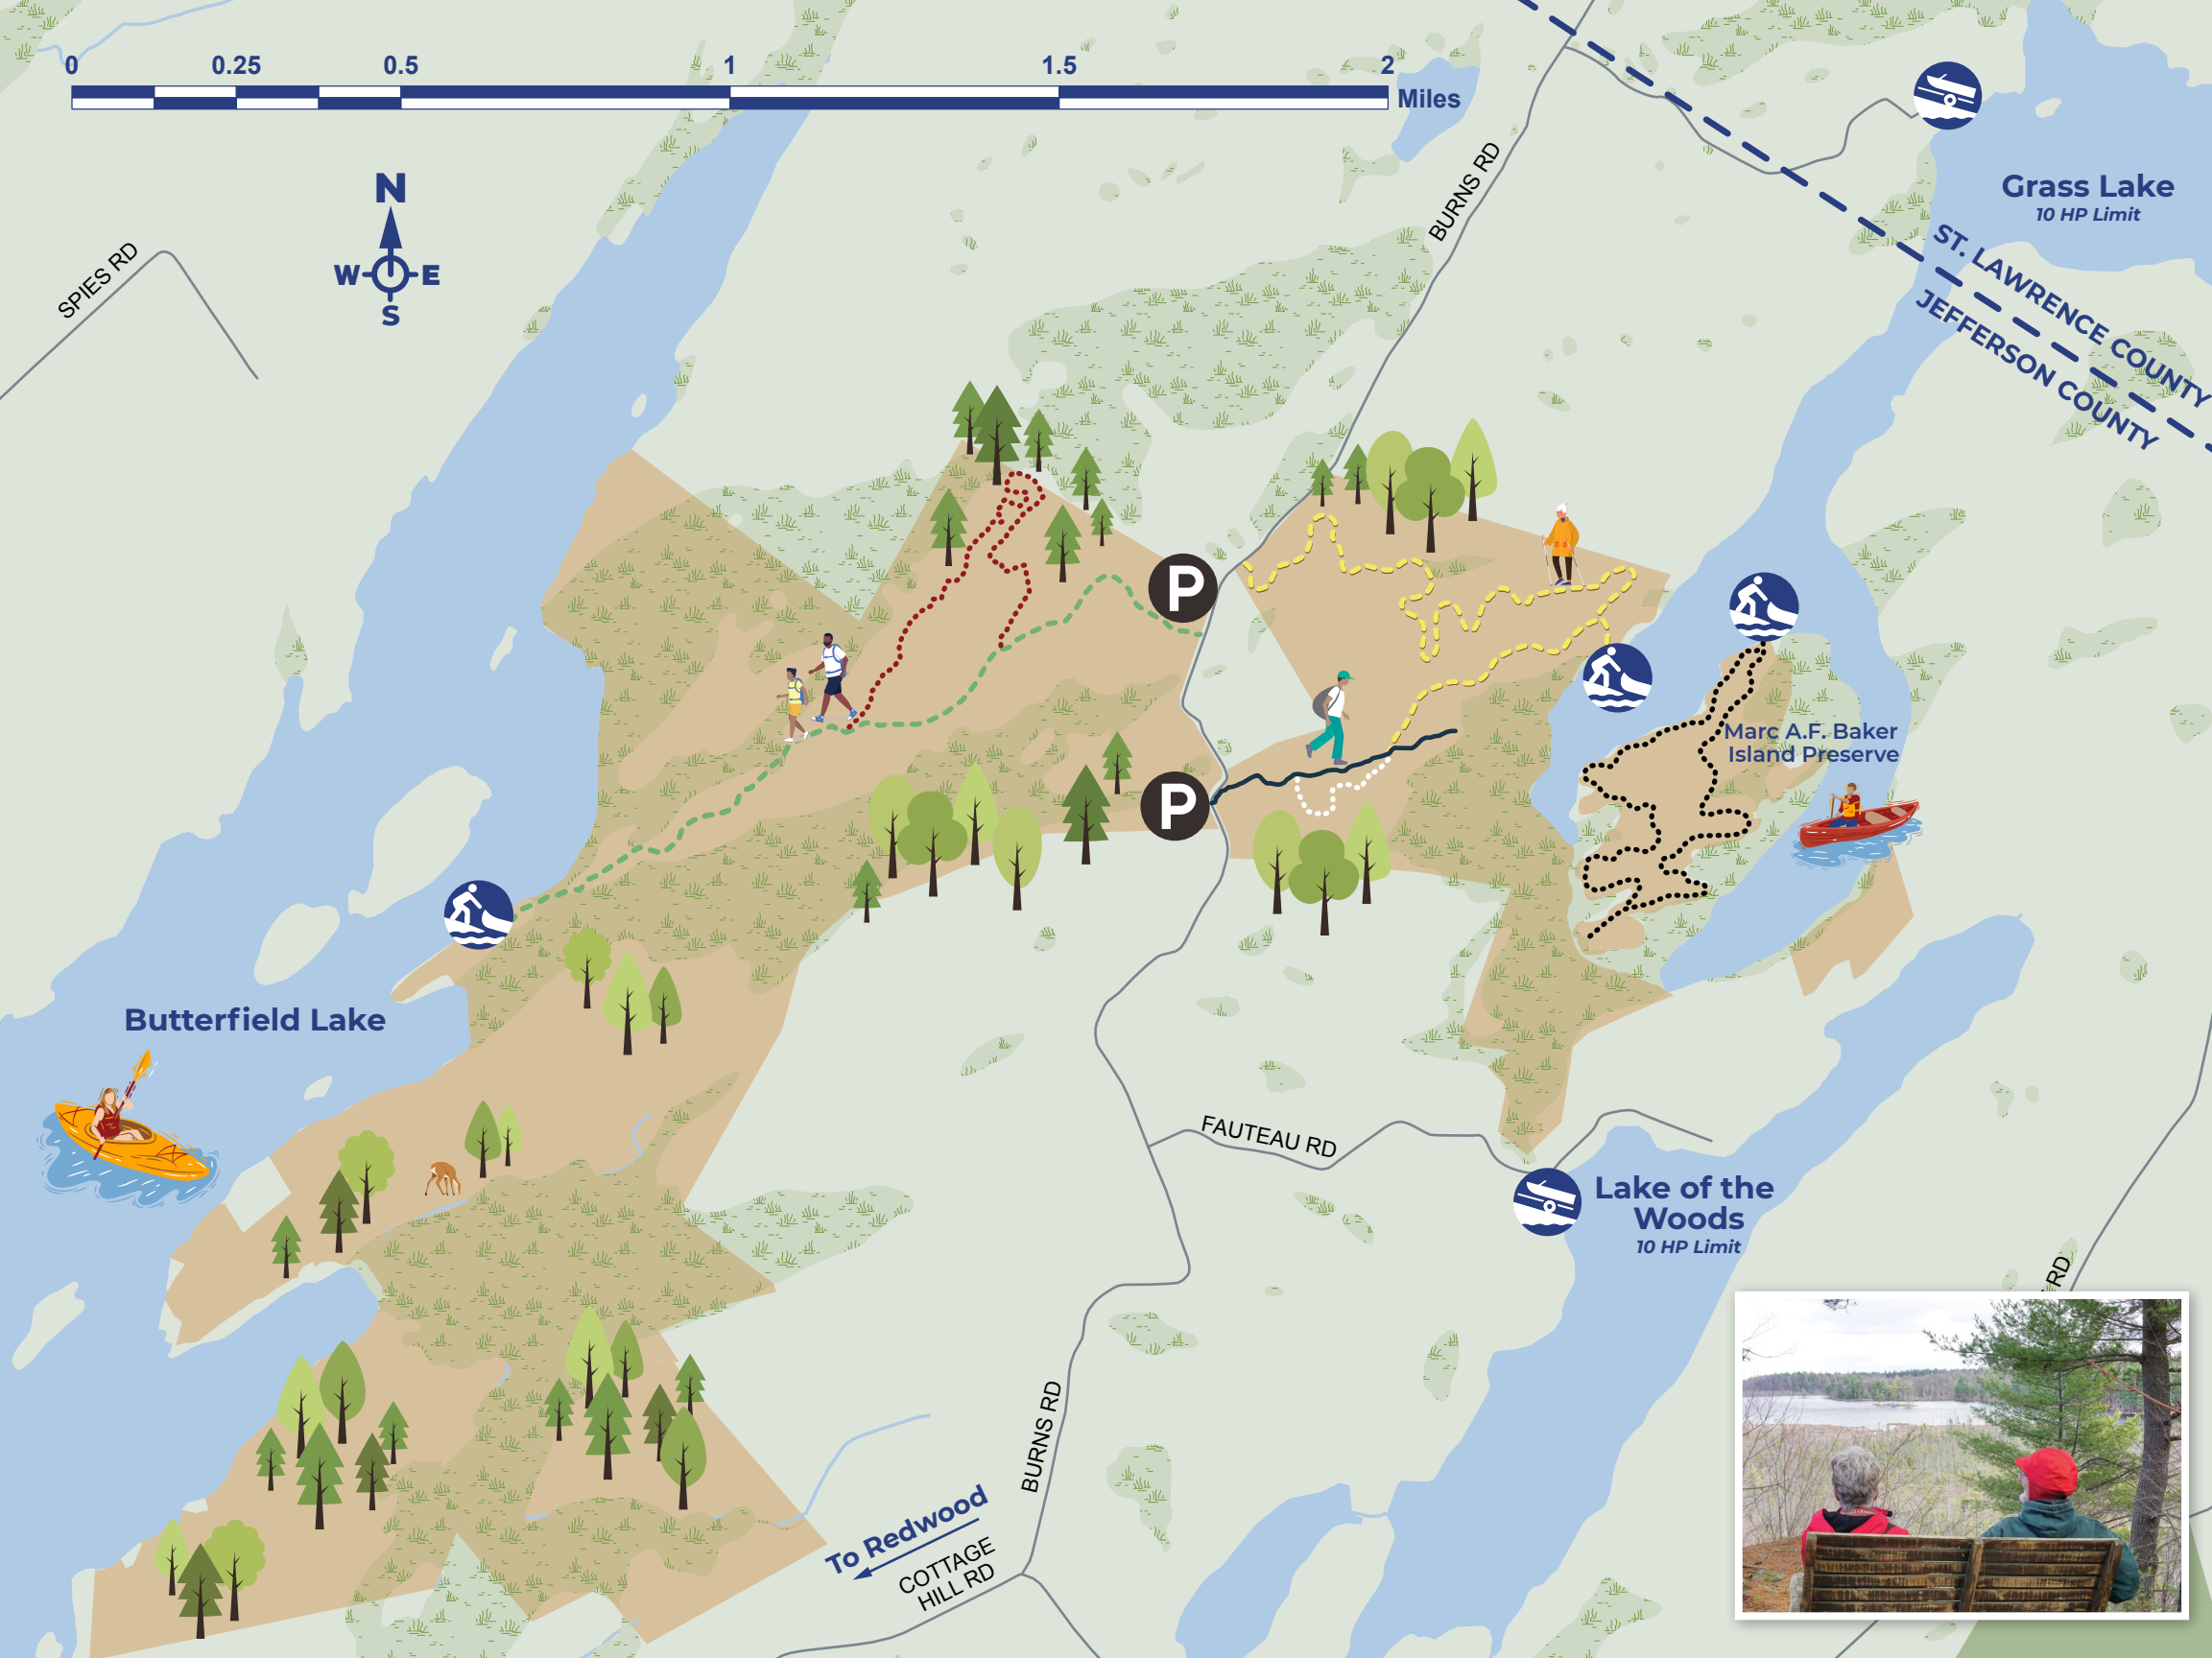 0 0.25 0.5 1 1.5 2
Miles
N
W E
S
SPIES RD
BURNS RD
Grass Lake
10 HP Limit
ST. LAWRENCE COUNTY
JEFFERSON COUNTY
P
P
Marc A.F. Baker
Island Preserve
Butterfield Lake
FAUTEAU RD
Lake of the
Woods
10 HP Limit
RD
BURNS RD
To Redwood
COTTAGE
HILL RD